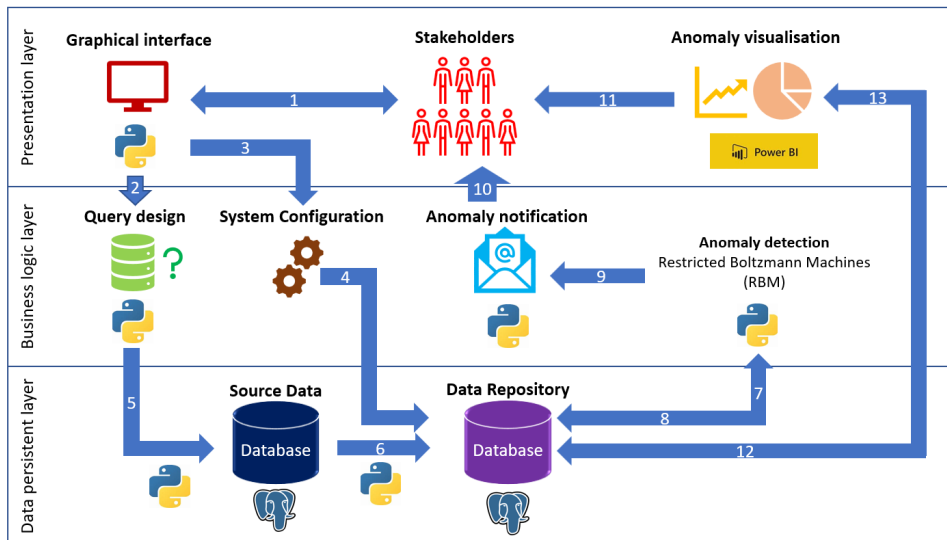 Presentation layer
Graphical interface
Stakeholders
Anomaly visualisation
1
11
13
3
Power BI
2
10
Business logic layer
Query design
System Configuration
Anomaly notification
?
@
Anomaly detection
Restricted Boltzmann Machines
(RBM)
4
9
Data persistent layer
5
Source Data
Data Repository
7
8
Database
6
Database
12